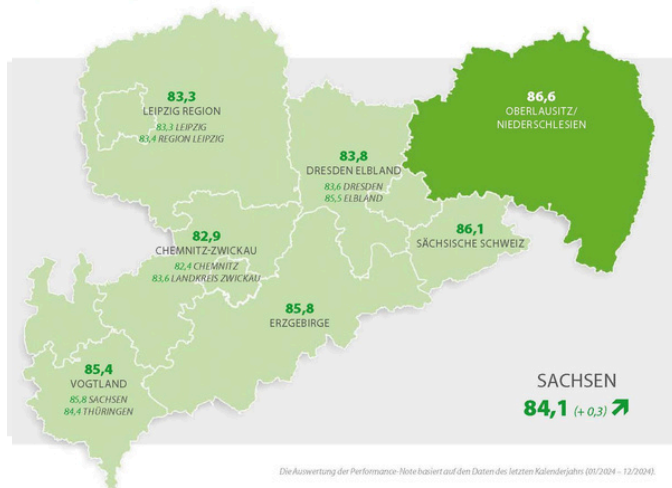 83,3
LEIPZIG REGION
83,3 LEIPZIG
83,4 REGION LEIPZIG
86,6
OBERLAUSITZ/
NIEDERSCHLESIEN
83,8
DRESDEN ELBLAND
83,6 DRESDEN
85,5 ELBLAND
82,9
CHEMNITZ-ZWICKAU
82,4 CHEMNITZ
83,6 LANDKREIS ZWICKAU
86,1
SÄCHSISCHE SCHWEIZ
85,8
ERZGEBIRGE
85,4
VOGTLAND
85,8 SACHSEN
84,4 THÜRINGEN
SACHSEN
84,1 (+ 0,3)
Die Auswertung der Performance-Note basiert auf den Daten des letzten Kalenderjahrs (01/2024 – 12/2024).